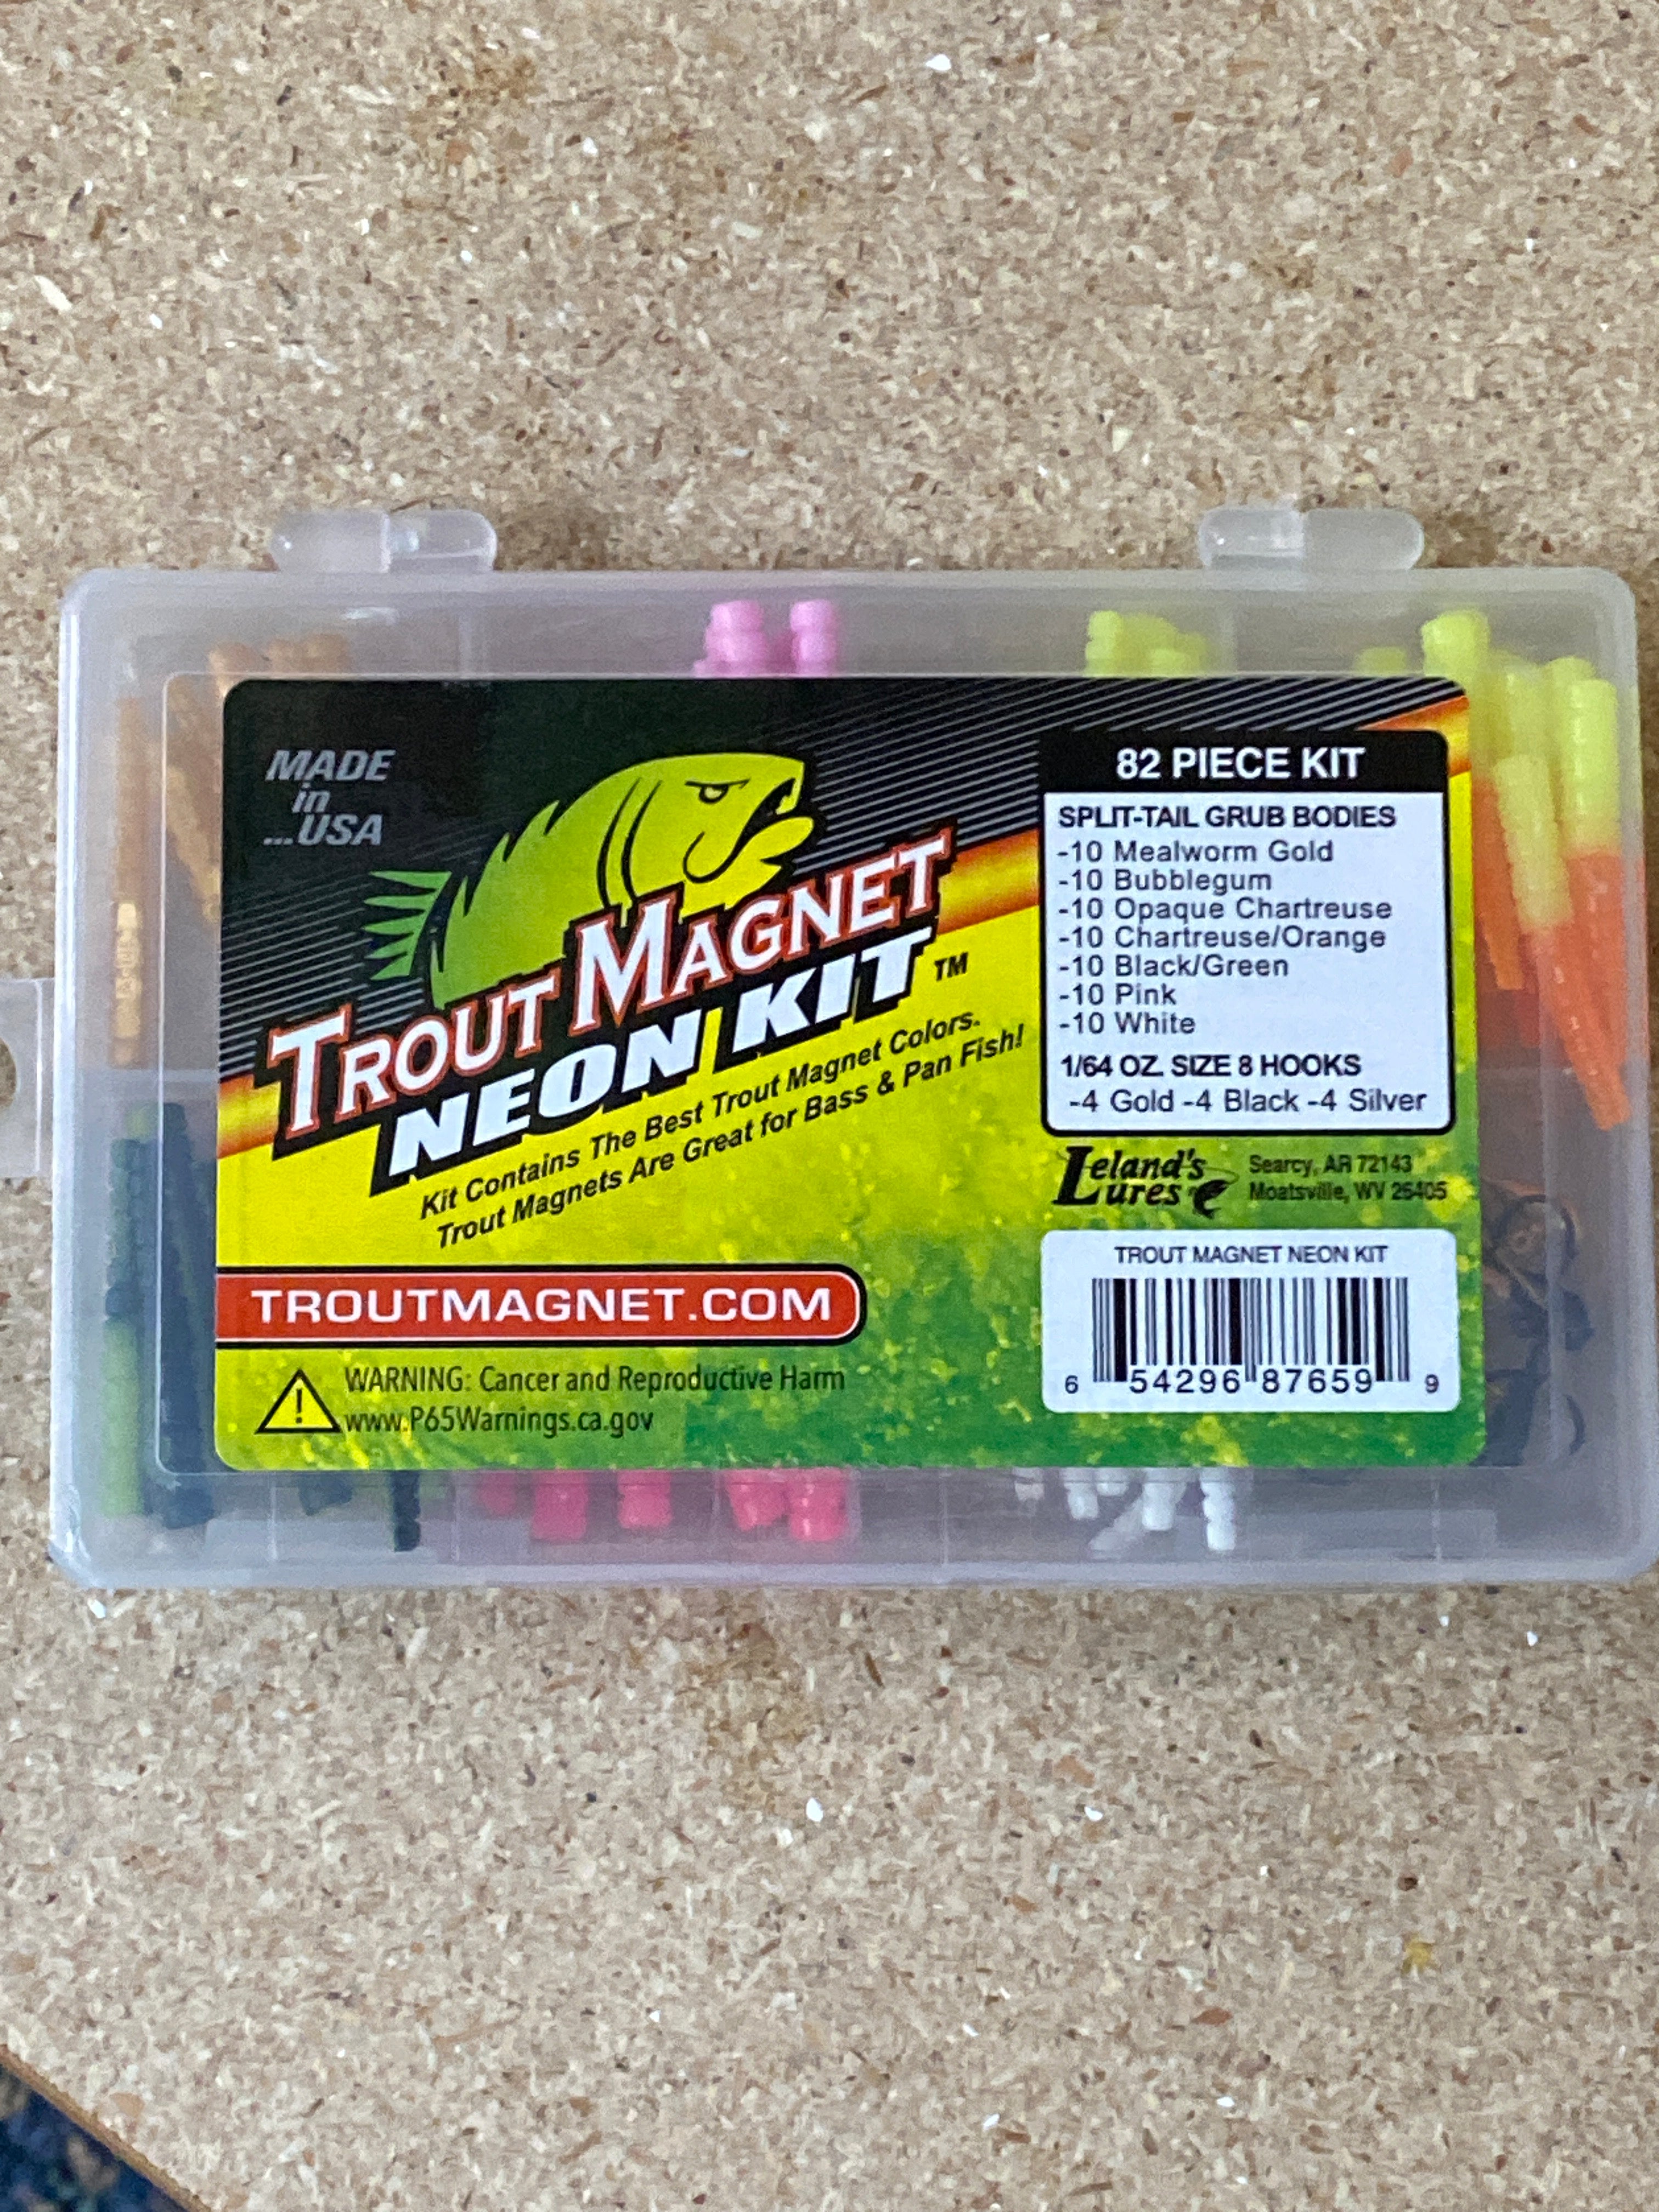 MADE
in
...USA
TROUT MAGNET
NEON KIT™
Kit Contains The Best Trout Magnet Colors.
Trout Magnets Are Great for Bass & Pan Fish!
TROUTMAGNET.COM
WARNING: Cancer and Reproductive Harm
www.P65Warnings.ca.gov
82 PIECE KIT
SPLIT-TAIL GRUB BODIES
-10 Mealworm Gold
-10 Bubblegum
-10 Opaque Chartreuse
-10 Chartreuse/Orange
-10 Black/Green
-10 Pink
-10 White
1/64 OZ. SIZE 8 HOOKS
-4 Gold -4 Black -4 Silver
Leland's
Lures
Searcy, AR 72143
Moatsville, WV 26405
TROUT MAGNET NEON KIT
6 54296 87659 9